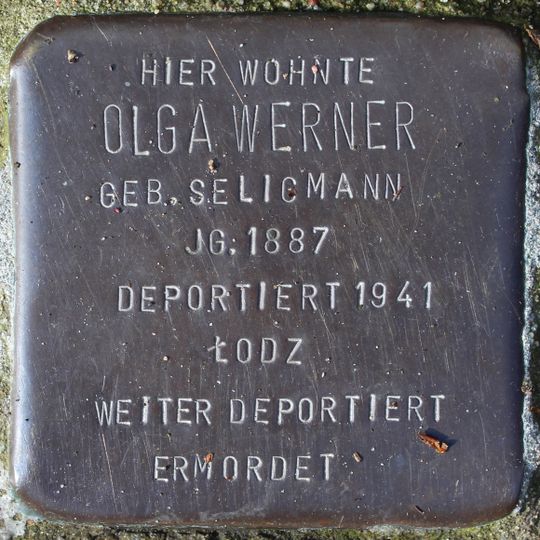 HIER WOHNTE
OLGA WERNER
GEB. SELIGMANN
JG. 1887
DEPORTIERT 1941
ŁODZ
WEITER DEPORTIERT
ERMORDET